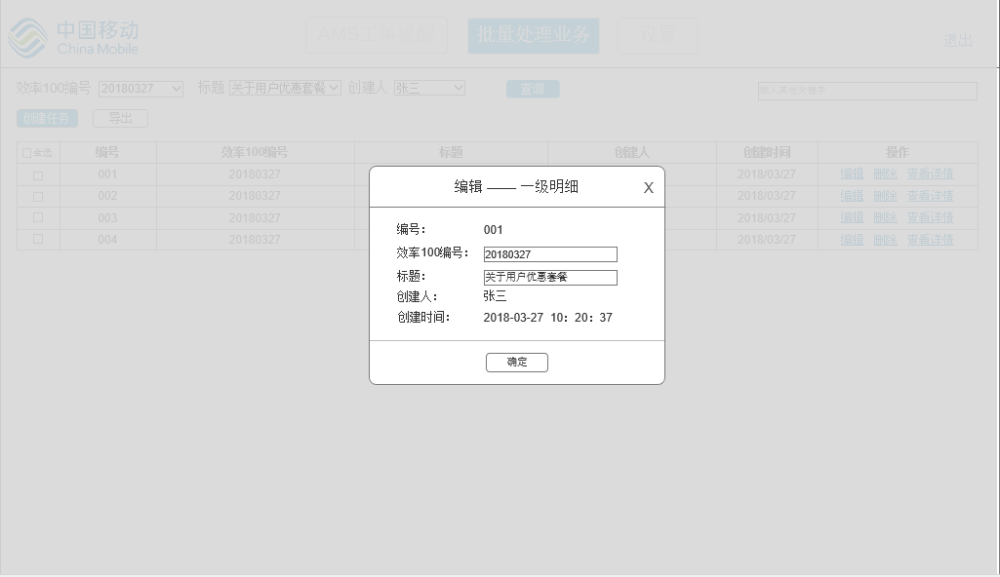 中国移动
China Mobile
批量处理业务
退出
效率100编号 20180327 标题 关于用户优惠套餐 创建人 张三 查询
创建任务 导出
全选 编号 效率100编号 标题 创建人 创建时间 操作
001 20180327 2018/03/27 编辑 删除 查看详情
002 20180327 2018/03/27 编辑 删除 查看详情
003 20180327 2018/03/27 编辑 删除 查看详情
004 20180327 2018/03/27 编辑 删除 查看详情
编辑 —— 一级明细 X
编号： 001
效率100编号： 20180327
标题： 关于用户优惠套餐
创建人： 张三
创建时间： 2018-03-27 10：20：37
确定